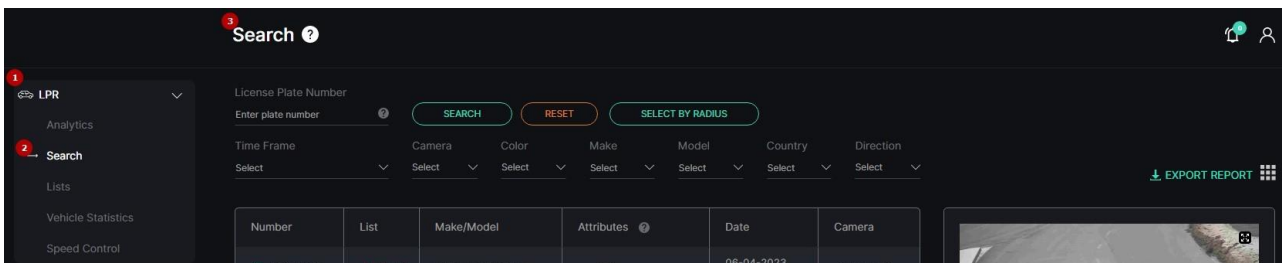 3
Search ?
0
1
LPR
License Plate Number
Enter plate number ?
SEARCH
RESET
SELECT BY RADIUS
Analytics
2
Search
Time Frame
Camera
Color
Make
Model
Country
Direction
Select
Select
Select
Select
Select
Select
Select
EXPORT REPORT
Lists
Vehicle Statistics
Speed Control
Number
List
Make/Model
Attributes ?
Date
Camera
06-04-2023